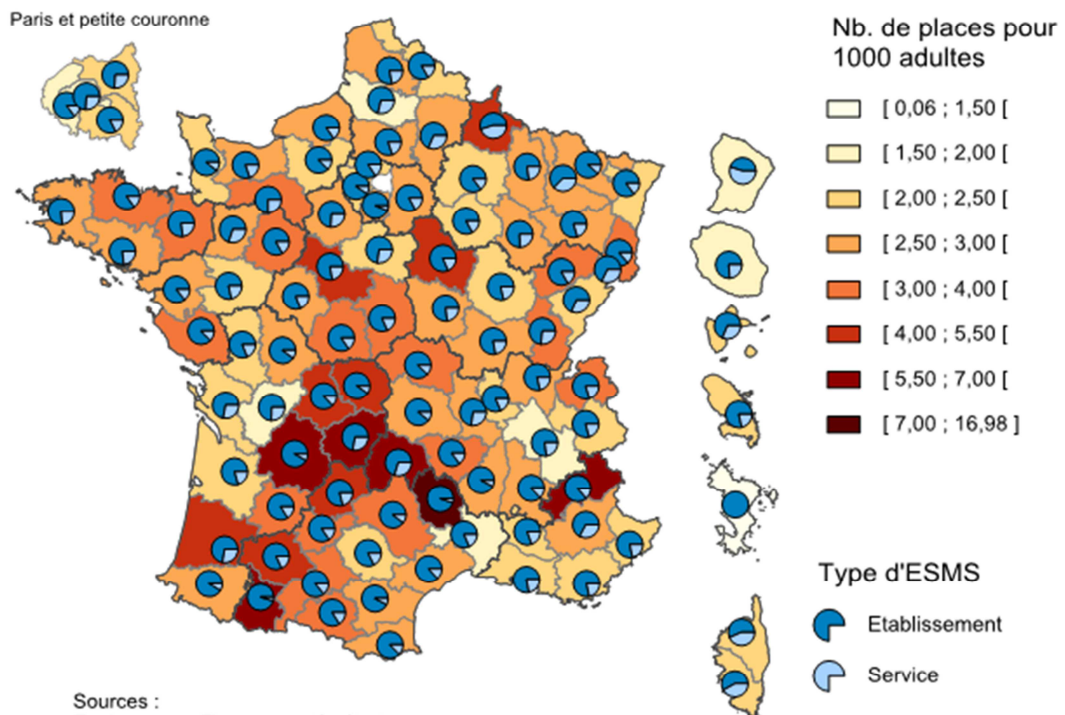 Paris et petite couronne
Nb. de places pour
1000 adultes
[ 0,06 ; 1,50 [
[ 1,50 ; 2,00 [
[ 2,00 ; 2,50 [
[ 2,50 ; 3,00 [
[ 3,00 ; 4,00 [
[ 4,00 ; 5,50 [
[ 5,50 ; 7,00 [
[ 7,00 ; 16,98 ]
Type d'ESMS
Etablissement
Service
Sources :